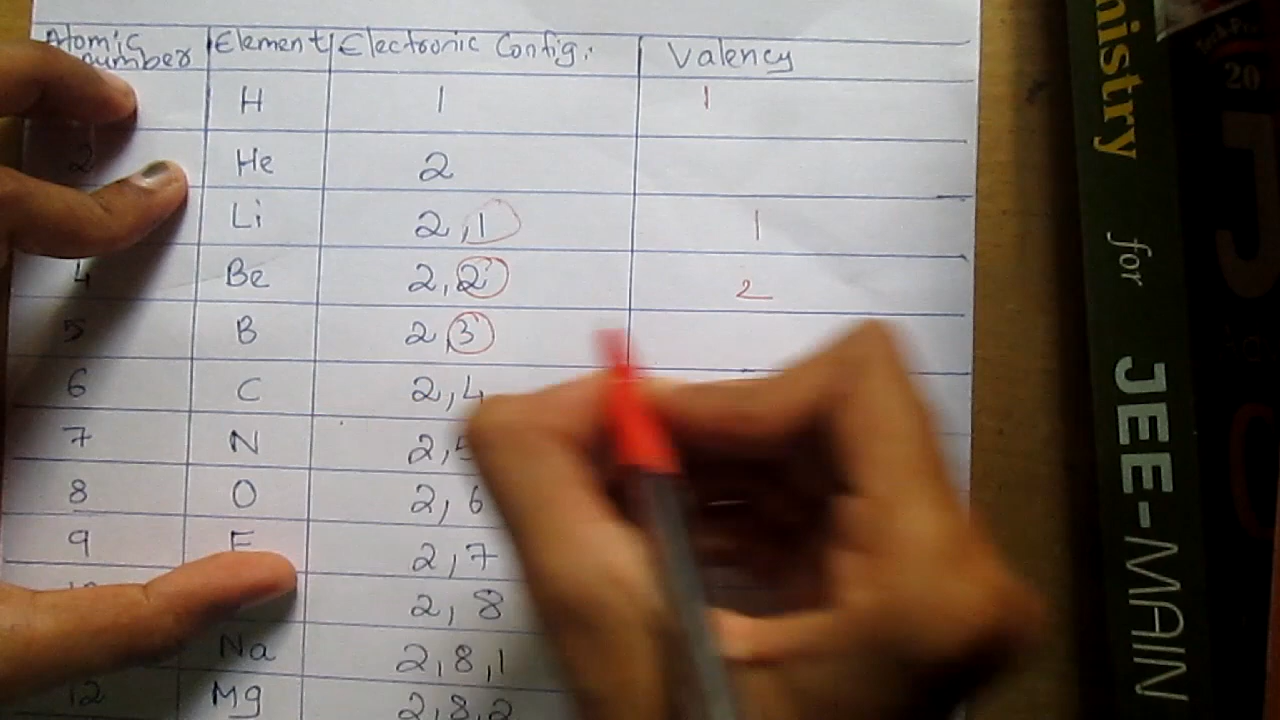 Atomic number Element Electronic Config. Valency
H 1 1
2 He 2
Li 2,1 1
4 Be 2,2 2
5 B 2,3
6 C 2,4
7 N 2,5
8 O 2,6
9 F 2,7
2,8
Na 2,8,1
12 Mg 2,8,2
for JEE-MAIN
20